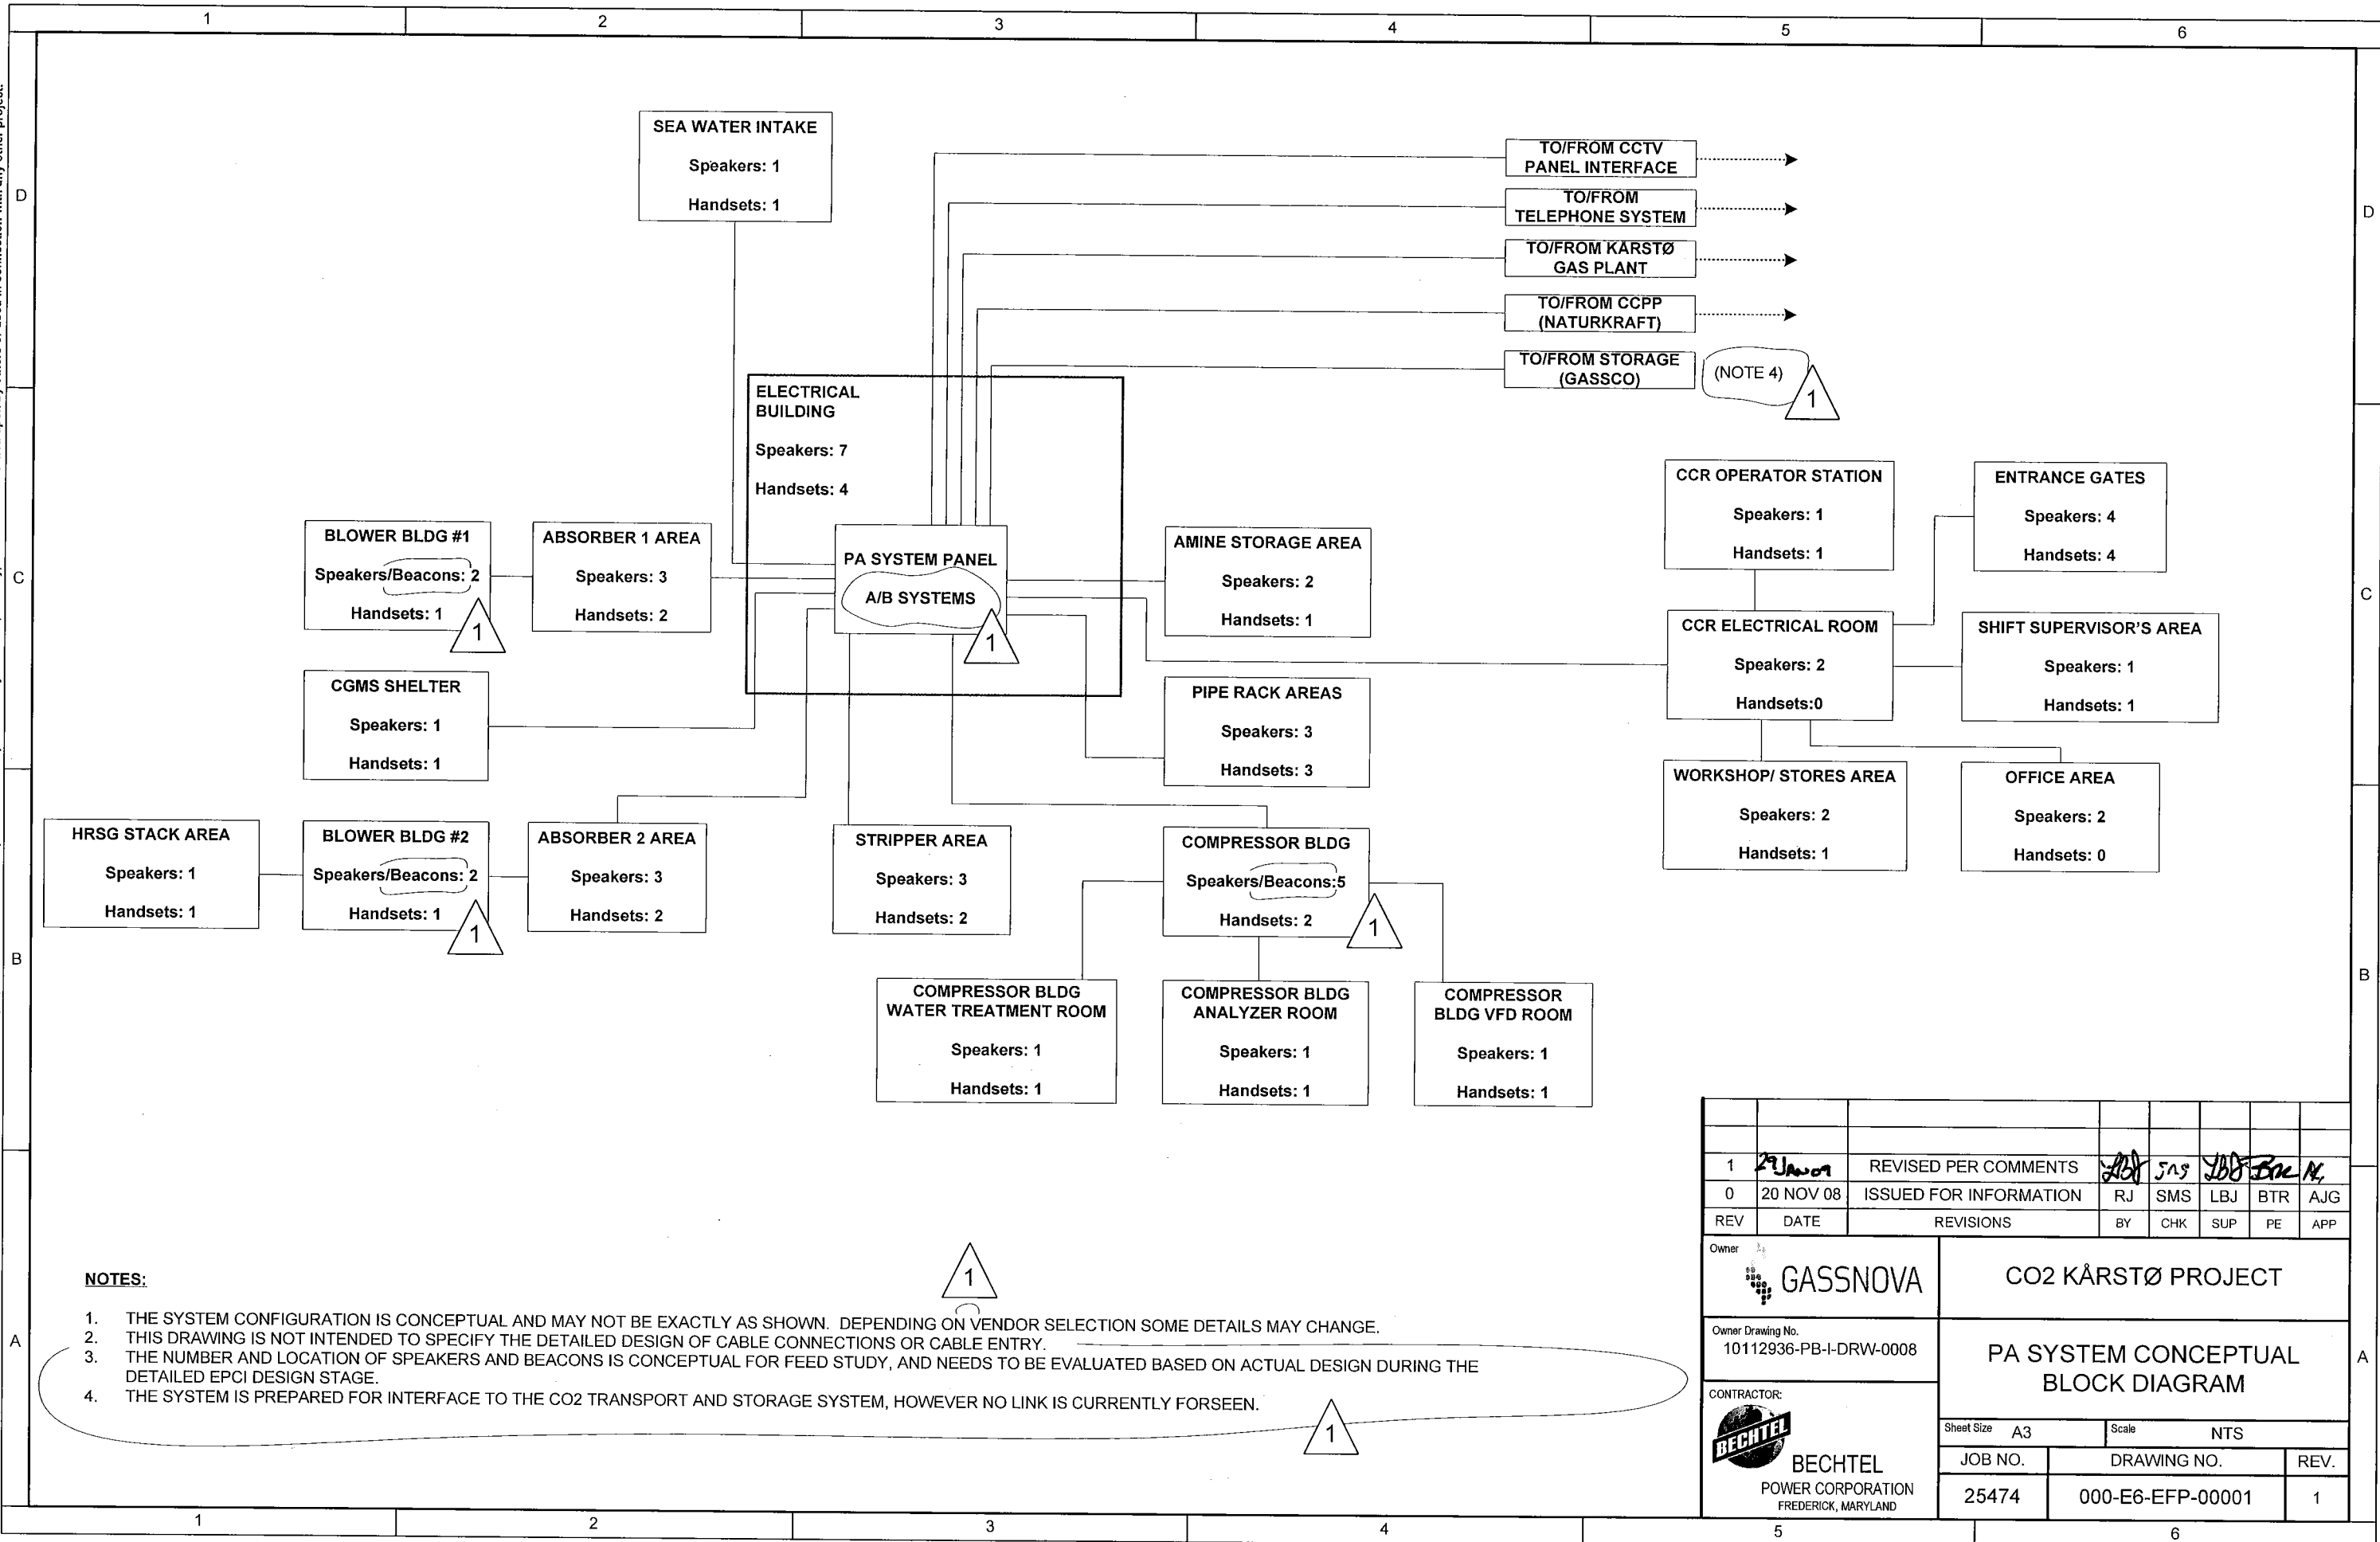 1 2 3 4 5 6
D
D
C
C
B
B
A
A
SEA WATER INTAKE
Speakers: 1
Handsets: 1
TO/FROM CCTV
PANEL INTERFACE
TO/FROM
TELEPHONE SYSTEM
TO/FROM KÅRSTØ
GAS PLANT
TO/FROM CCPP
(NATURKRAFT)
TO/FROM STORAGE
(GASSCO)
(NOTE 4)
1
ELECTRICAL
BUILDING
Speakers: 7
Handsets: 4
PA SYSTEM PANEL
A/B SYSTEMS
1
BLOWER BLDG #1
Speakers/Beacons: 2
Handsets: 1
1
ABSORBER 1 AREA
Speakers: 3
Handsets: 2
AMINE STORAGE AREA
Speakers: 2
Handsets: 1
CCR OPERATOR STATION
Speakers: 1
Handsets: 1
ENTRANCE GATES
Speakers: 4
Handsets: 4
CCR ELECTRICAL ROOM
Speakers: 2
Handsets:0
SHIFT SUPERVISOR'S AREA
Speakers: 1
Handsets: 1
CGMS SHELTER
Speakers: 1
Handsets: 1
PIPE RACK AREAS
Speakers: 3
Handsets: 3
WORKSHOP/ STORES AREA
Speakers: 2
Handsets: 1
OFFICE AREA
Speakers: 2
Handsets: 0
HRSG STACK AREA
Speakers: 1
Handsets: 1
BLOWER BLDG #2
Speakers/Beacons: 2
Handsets: 1
1
ABSORBER 2 AREA
Speakers: 3
Handsets: 2
STRIPPER AREA
Speakers: 3
Handsets: 2
COMPRESSOR BLDG
Speakers/Beacons:5
Handsets: 2
1
COMPRESSOR BLDG
WATER TREATMENT ROOM
Speakers: 1
Handsets: 1
COMPRESSOR BLDG
ANALYZER ROOM
Speakers: 1
Handsets: 1
COMPRESSOR
BLDG VFD ROOM
Speakers: 1
Handsets: 1
NOTES:
1
1. THE SYSTEM CONFIGURATION IS CONCEPTUAL AND MAY NOT BE EXACTLY AS SHOWN. DEPENDING ON VENDOR SELECTION SOME DETAILS MAY CHANGE.
2. THIS DRAWING IS NOT INTENDED TO SPECIFY THE DETAILED DESIGN OF CABLE CONNECTIONS OR CABLE ENTRY.
3. THE NUMBER AND LOCATION OF SPEAKERS AND BEACONS IS CONCEPTUAL FOR FEED STUDY, AND NEEDS TO BE EVALUATED BASED ON ACTUAL DESIGN DURING THE
DETAILED EPCI DESIGN STAGE.
4. THE SYSTEM IS PREPARED FOR INTERFACE TO THE CO2 TRANSPORT AND STORAGE SYSTEM, HOWEVER NO LINK IS CURRENTLY FORSEEN.
1
1 29JAN09 REVISED PER COMMENTS
0 20 NOV 08 ISSUED FOR INFORMATION RJ SMS LBJ BTR AJG
REV DATE REVISIONS BY CHK SUP PE APP
Owner
GASSNOVA
CO2 KÅRSTØ PROJECT
Owner Drawing No.
10112936-PB-I-DRW-0008
PA SYSTEM CONCEPTUAL
BLOCK DIAGRAM
CONTRACTOR:
BECHTEL
BECHTEL
POWER CORPORATION
FREDERICK, MARYLAND
Sheet Size A3 Scale NTS
JOB NO. DRAWING NO. REV.
25474 000-E6-EFP-00001 1
1 2 3 4 5 6